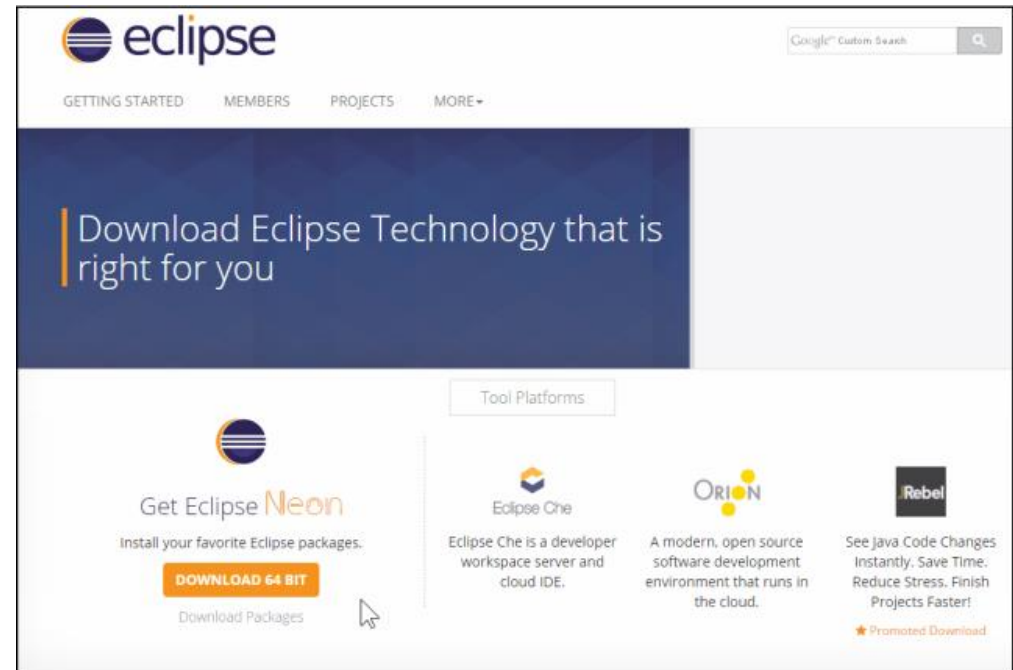 eclipse
Google™ Custom Search
GETTING STARTED MEMBERS PROJECTS MORE
Download Eclipse Technology that is
right for you
Tool Platforms
Get Eclipse Neon
Install your favorite Eclipse packages.
DOWNLOAD 64 BIT
Download Packages
Eclipse Che
Eclipse Che is a developer
workspace server and
cloud IDE.
ORION
A modern, open source
software development
environment that runs in
the cloud.
JRebel
See Java Code Changes
Instantly. Save Time.
Reduce Stress. Finish
Projects Faster!
Promoted Download